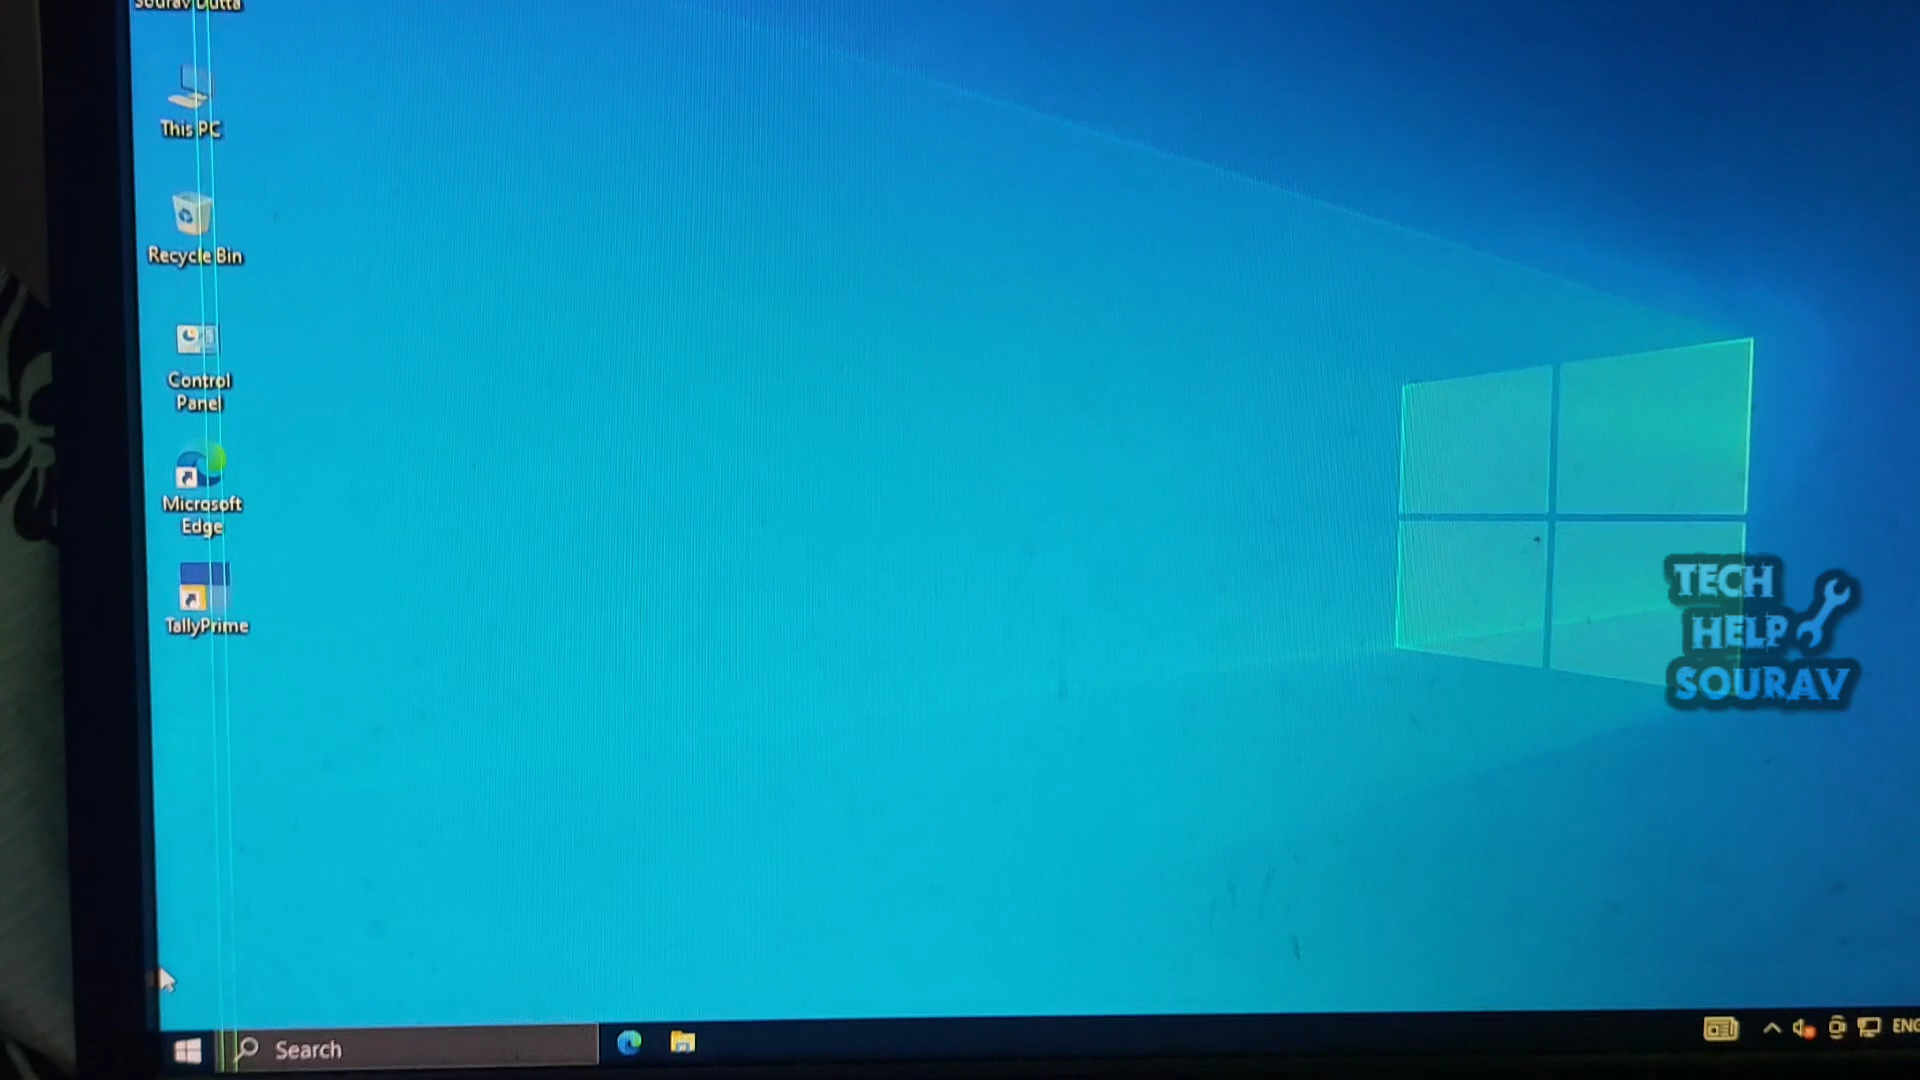 Sourav Dutta
This PC
Recycle Bin
Control
Panel
Microsoft
Edge
TallyPrime
TECH
HELP
SOURAV
Search
ENG